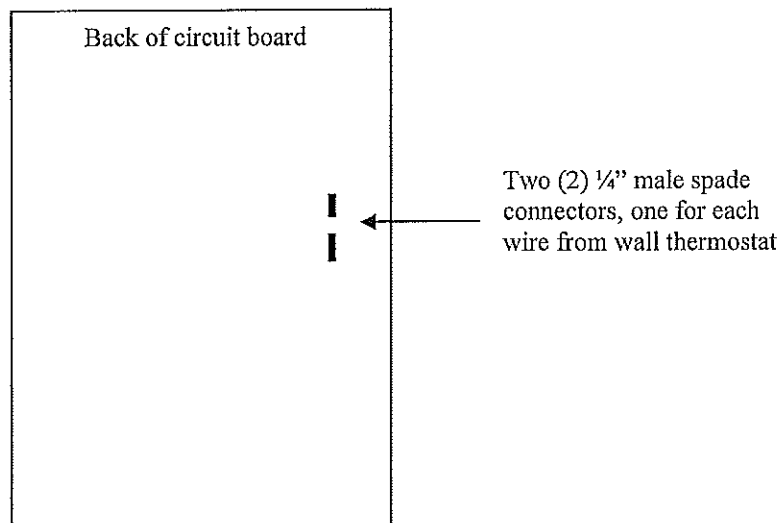 Back of circuit board
Two (2) ¼” male spade
connectors, one for each
wire from wall thermostat